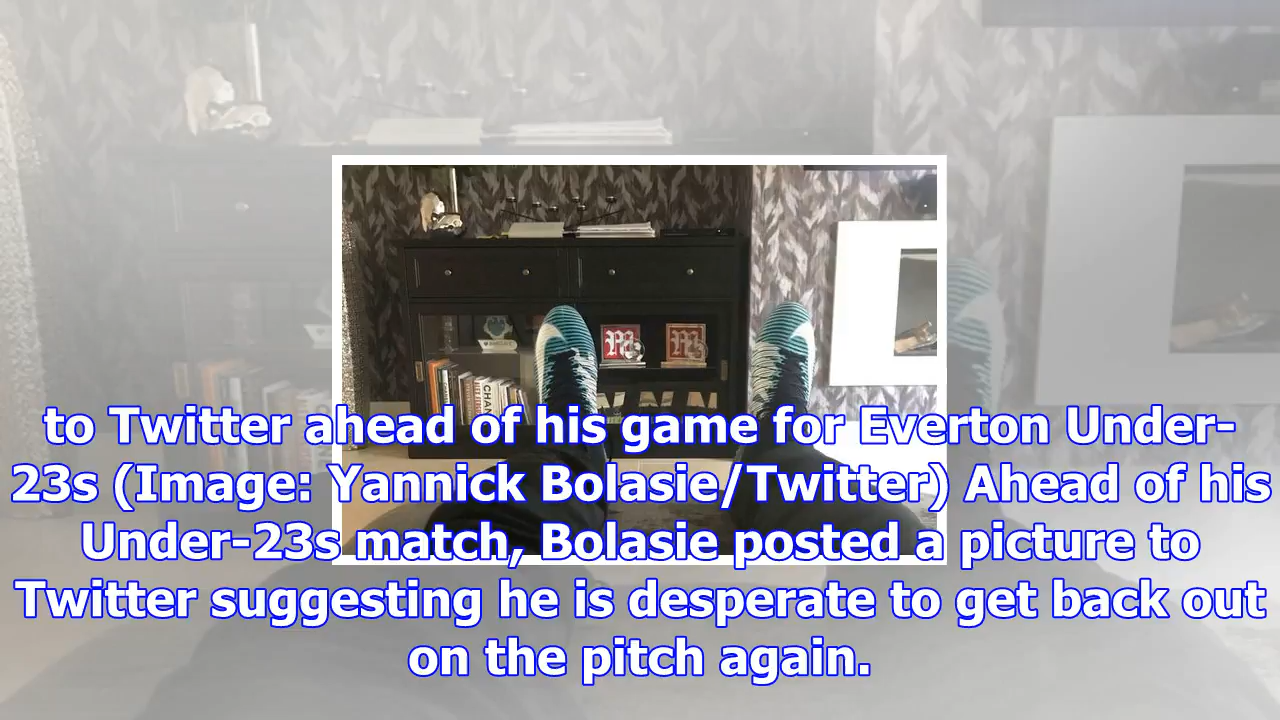 to Twitter ahead of his game for Everton Under-
23s (Image: Yannick Bolasie/Twitter) Ahead of his
Under-23s match, Bolasie posted a picture to
Twitter suggesting he is desperate to get back out
on the pitch again.